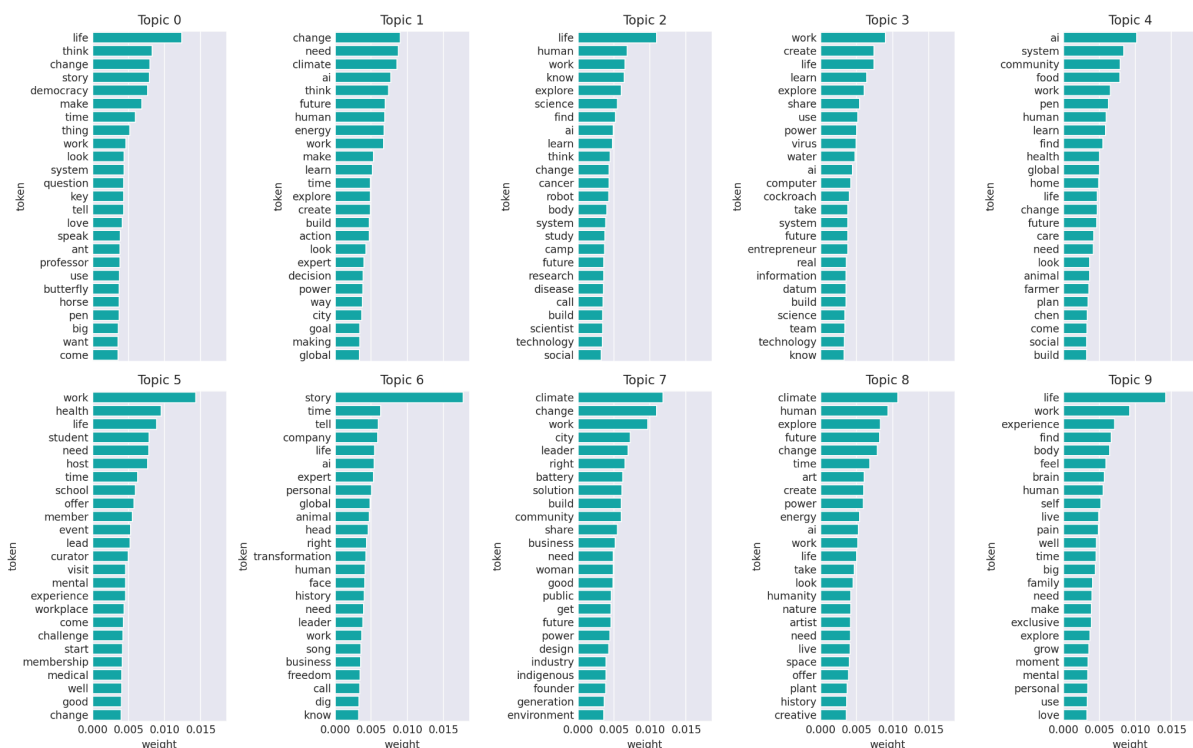 Topic 0
life
think
change
story
democracy
make
time
thing
work
look
system
question
key
tell
love
speak
ant
professor
use
butterfly
horse
pen
big
want
come
token
Topic 1
change
need
climate
ai
think
future
human
energy
work
make
learn
time
explore
create
build
action
look
expert
decision
power
way
city
goal
making
global
token
Topic 2
life
human
work
know
explore
science
find
ai
learn
think
change
cancer
robot
body
system
study
camp
future
research
disease
call
build
scientist
technology
social
token
Topic 3
work
create
life
learn
explore
share
use
power
virus
water
ai
computer
cockroach
take
system
future
entrepreneur
real
information
datum
build
science
team
technology
know
token
Topic 4
ai
system
community
food
work
pen
human
learn
find
health
global
home
life
change
future
care
need
look
animal
farmer
plan
chen
come
social
build
token
Topic 5
work
health
life
student
need
host
time
school
offer
member
event
lead
curator
visit
mental
experience
workplace
come
challenge
start
membership
medical
well
good
change
token
0.000 0.005 0.010 0.015
weight
Topic 6
story
time
tell
company
life
ai
expert
personal
global
animal
head
right
transformation
human
face
history
need
leader
work
song
business
freedom
call
dig
know
token
0.000 0.005 0.010 0.015
weight
Topic 7
climate
change
work
city
leader
right
battery
solution
build
community
share
business
need
woman
good
public
get
future
power
design
industry
indigenous
founder
generation
environment
token
0.000 0.005 0.010 0.015
weight
Topic 8
climate
human
explore
future
change
time
art
create
power
energy
ai
work
life
take
look
humanity
nature
artist
need
live
space
offer
plant
history
creative
token
0.000 0.005 0.010 0.015
weight
Topic 9
life
work
experience
find
body
feel
brain
human
self
live
pain
well
time
big
family
need
make
exclusive
explore
grow
moment
mental
personal
use
love
token
0.000 0.005 0.010 0.015
weight